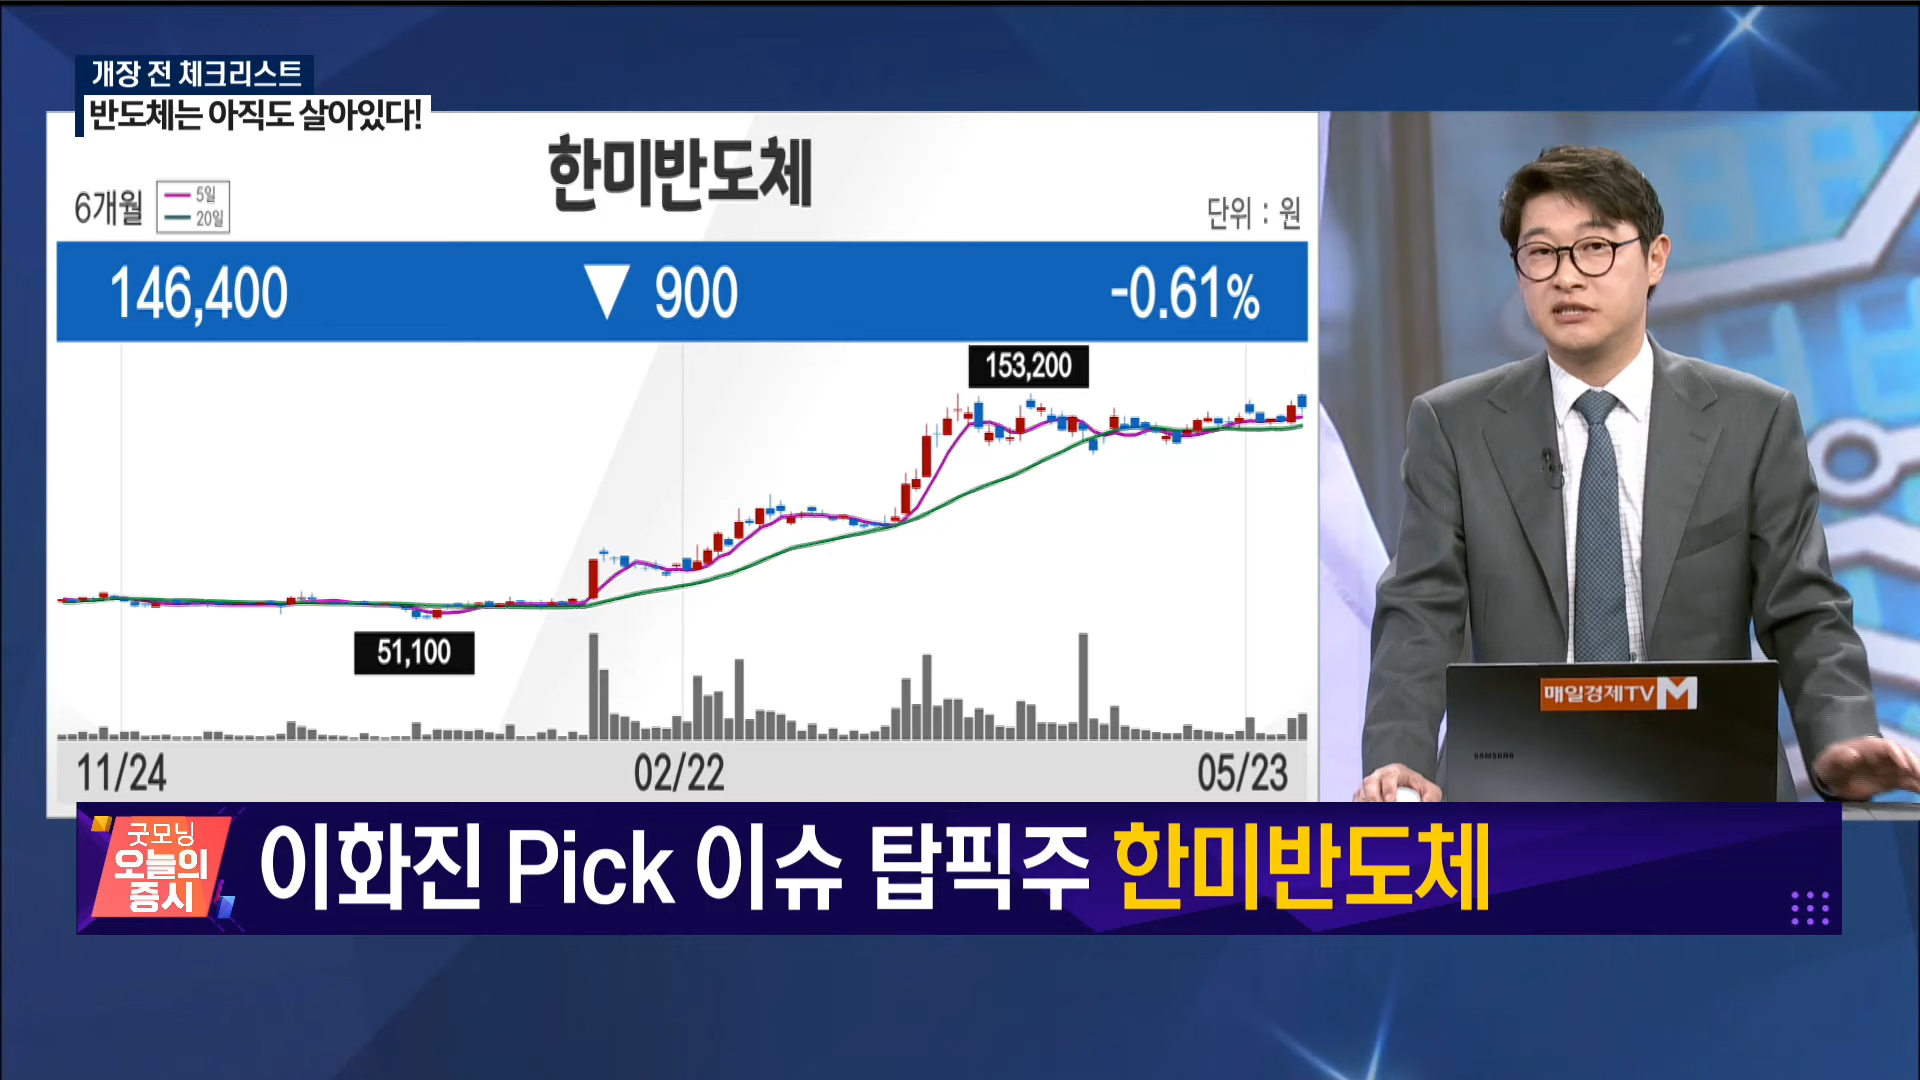 개장 전 체크리스트
반도체는 아직도 살아있다!
한미반도체
6개월
5일
20일
단위 : 원
146,400 ▼ 900 -0.61%
153,200
51,100
11/24 02/22 05/23
매일경제TV M
SAMSUNG
굿모닝
오늘의
증시
이화진 Pick 이슈 탑픽주 한미반도체